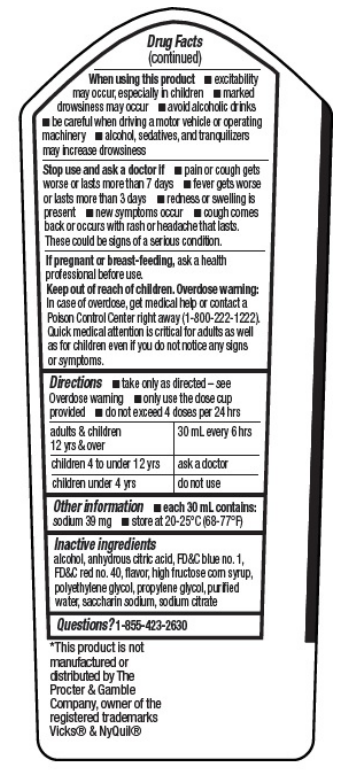 Drug Facts
(continued)
When using this product ■ excitability
may occur, especially in children ■ marked
drowsiness may occur ■ avoid alcoholic drinks
■ be careful when driving a motor vehicle or operating
machinery ■ alcohol, sedatives, and tranquilizers
may increase drowsiness
Stop use and ask a doctor if ■ pain or cough gets
worse or lasts more than 7 days ■ fever gets worse
or lasts more than 3 days ■ redness or swelling is
present ■ new symptoms occur ■ cough comes
back or occurs with rash or headache that lasts.
These could be signs of a serious condition.
If pregnant or breast-feeding, ask a health
professional before use.
Keep out of reach of children. Overdose warning:
In case of overdose, get medical help or contact a
Poison Control Center right away (1-800-222-1222).
Quick medical attention is critical for adults as well
as for children even if you do not notice any signs
or symptoms.
Directions ■ take only as directed – see
Overdose warning ■ only use the dose cup
provided ■ do not exceed 4 doses per 24 hrs
adults & children 30 mL every 6 hrs
12 yrs & over
children 4 to under 12 yrs ask a doctor
children under 4 yrs do not use
Other information ■ each 30 mL contains:
sodium 39 mg ■ store at 20-25°C (68-77°F)
Inactive ingredients
alcohol, anhydrous citric acid, FD&C blue no. 1,
FD&C red no. 40, flavor, high fructose corn syrup,
polyethylene glycol, propylene glycol, purified
water, saccharin sodium, sodium citrate
Questions? 1-855-423-2630
*This product is not
manufactured or
distributed by The
Procter & Gamble
Company, owner of the
registered trademarks
Vicks® & NyQuil®